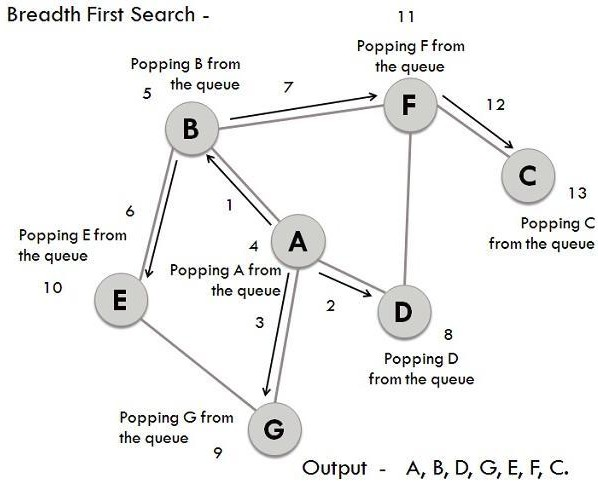 Breadth First Search -
11
Popping F from
the queue
Popping B from
the queue
5
7
F
12
B
C
13
Popping C
from the queue
6
1
Popping E from
the queue
4
A
Popping A from
the queue
10
E
3
2
D
8
Popping D
from the queue
Popping G from
the queue
9
G
Output - A, B, D, G, E, F, C.